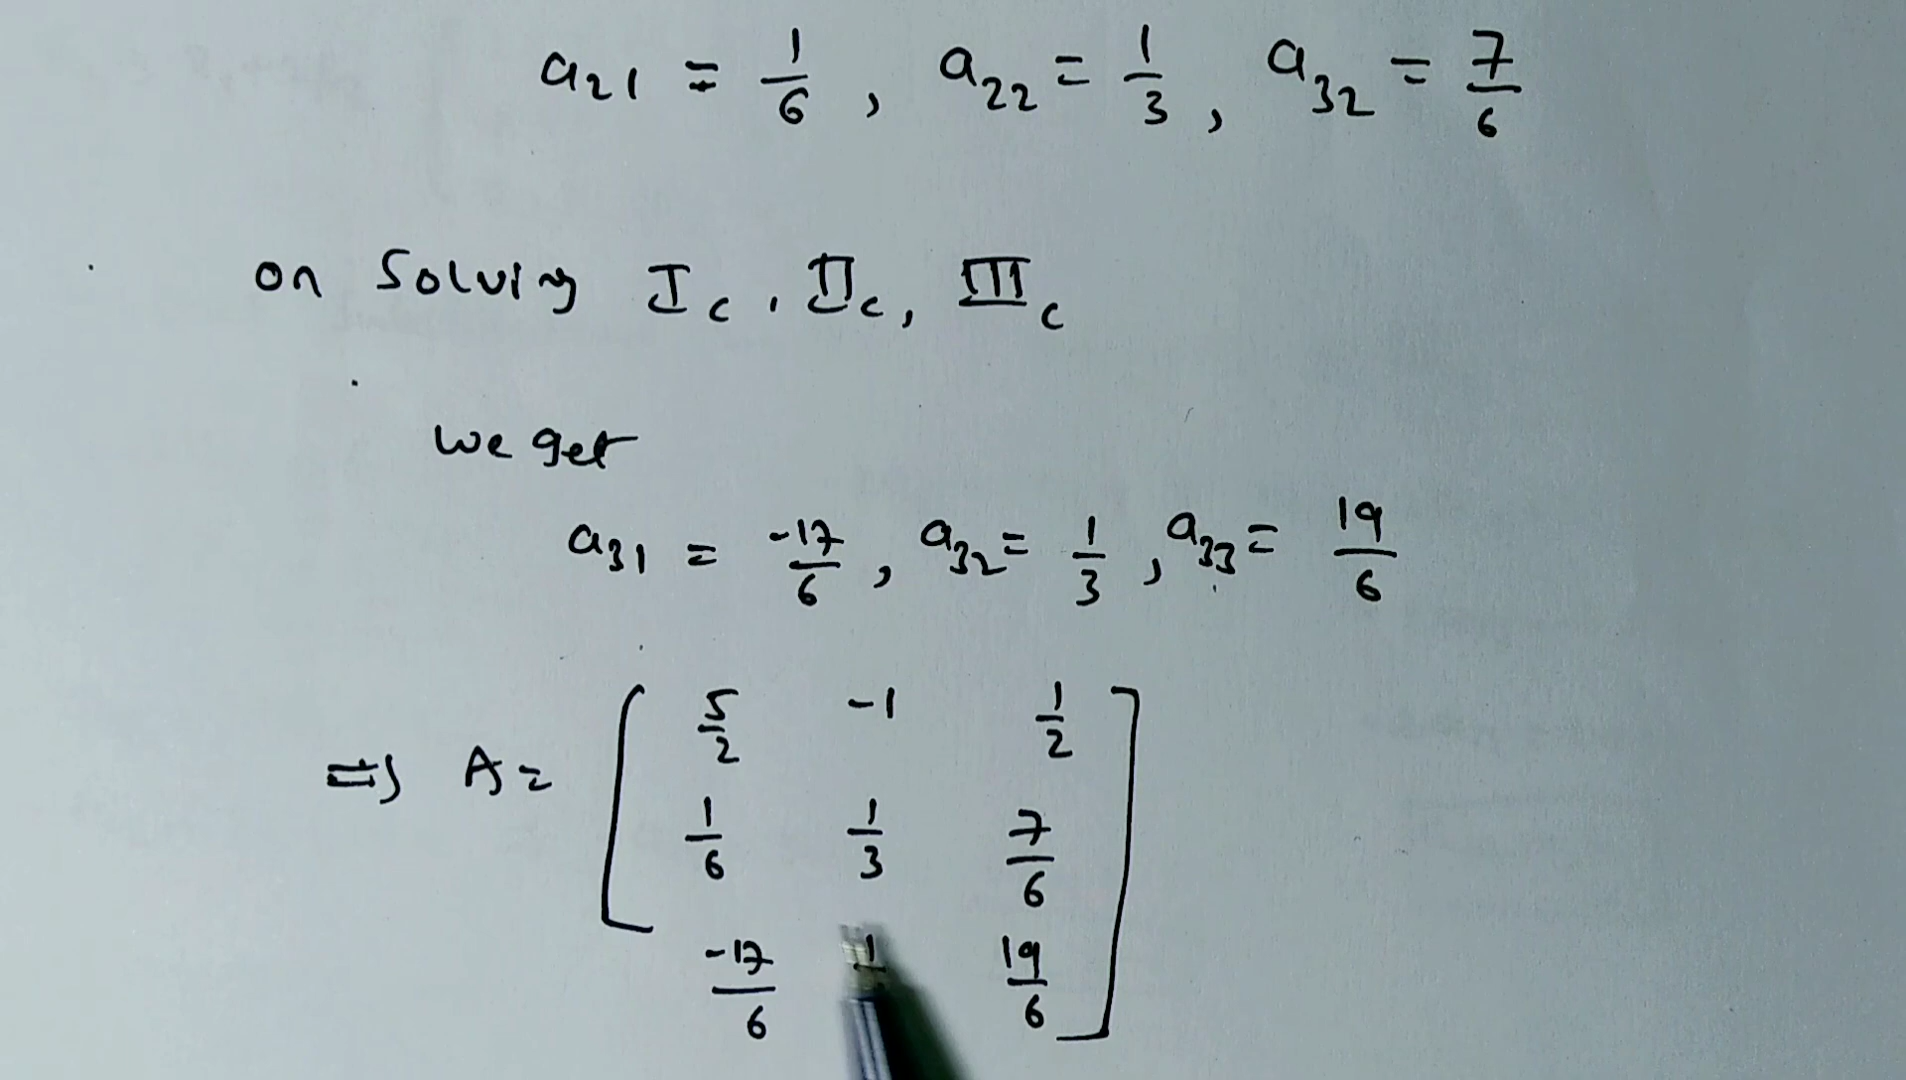 a21 = 1/6 , a22 = 1/3 , a32 = 7/6
on Solving Ic, IIc, IIIc
we get
a31 = -17/6 , a32 = 1/3 , a33 = 19/6
⇒ A = [ 5/2 -1 1/2
1/6 1/3 7/6
-17/6 1/ 19/6 ]